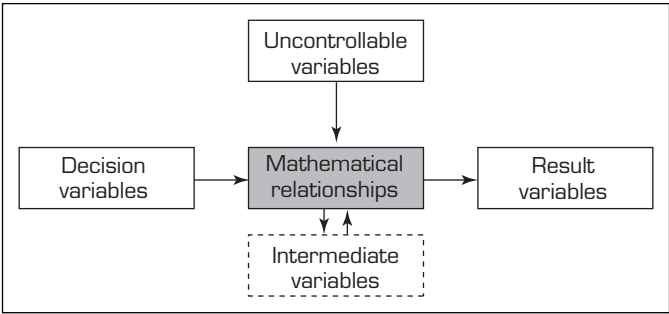 Uncontrollable
variables
Decision
variables
Mathematical
relationships
Result
variables
Intermediate
variables